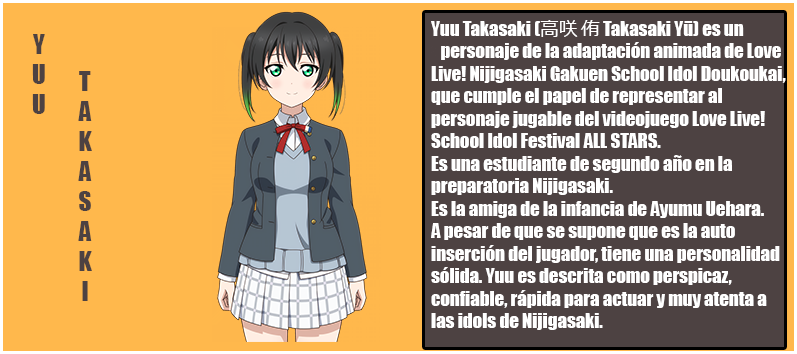 YUU
TAKASAKI
Yuu Takasaki (高咲 侑 Takasaki Yū) es un
personaje de la adaptación animada de Love
Live! Nijigasaki Gakuen School Idol Doukoukai,
que cumple el papel de representar al
personaje jugable del videojuego Love Live!
School Idol Festival ALL STARS.
Es una estudiante de segundo año en la
preparatoria Nijigasaki.
Es la amiga de la infancia de Ayumu Uehara.
A pesar de que se supone que es la auto
inserción del jugador, tiene una personalidad
sólida. Yuu es descrita como perspicaz,
confiable, rápida para actuar y muy atenta a
las idols de Nijigasaki.